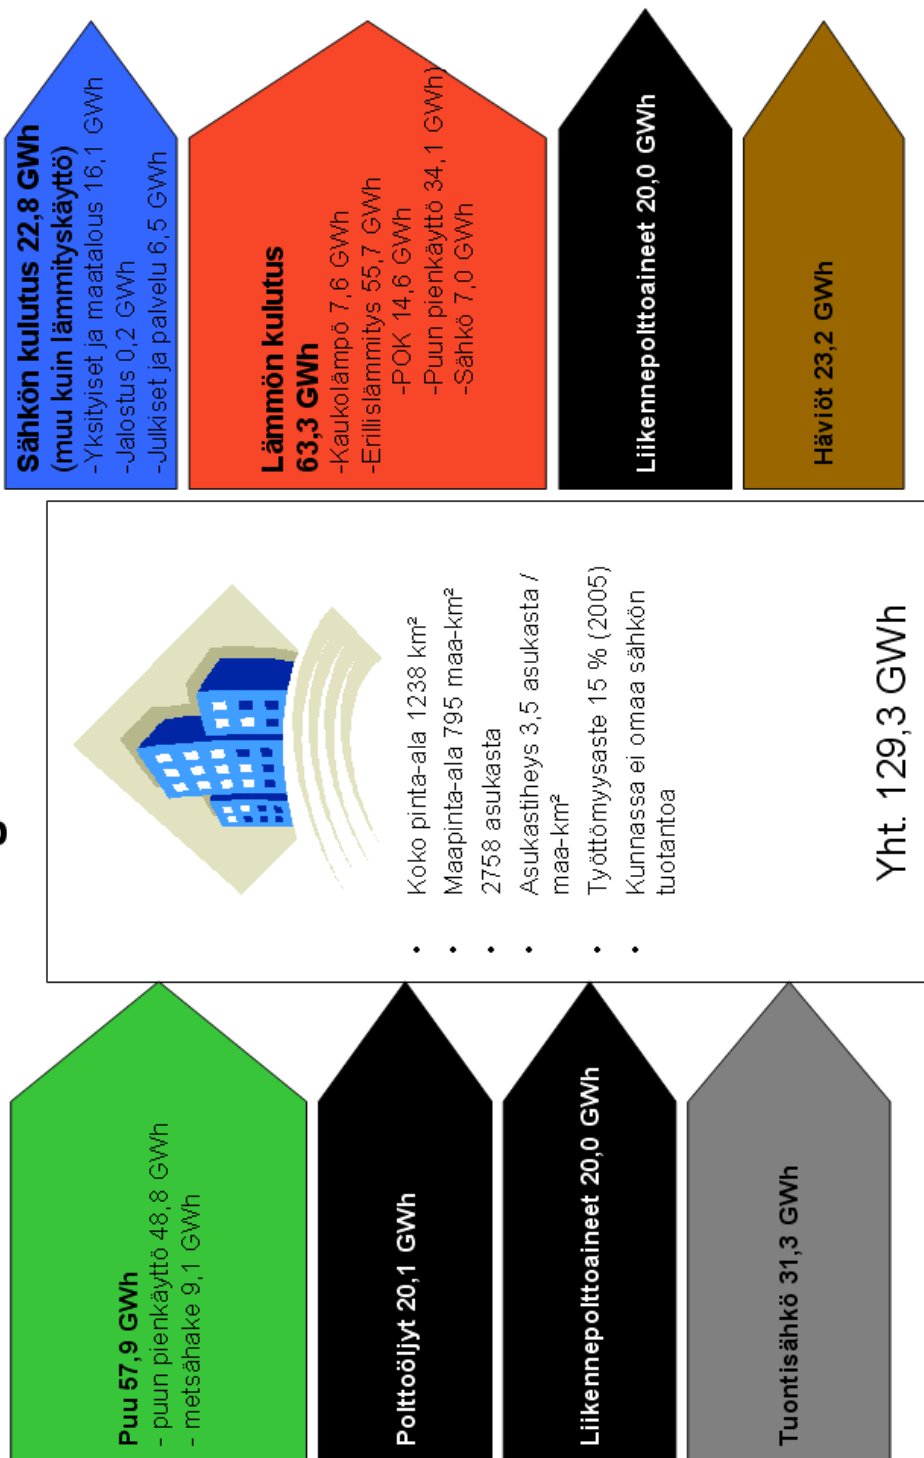 Puu 57,9 GWh
- puun pienkäyttö 48,8 GWh
- metsähake 9,1 GWh
Polttoöljyt 20,1 GWh
Liikennepolttoaineet 20,0 GWh
Tuontisähkö 31,3 GWh
• Koko pinta-ala 1238 km²
• Maapinta-ala 795 maa-km²
• 2758 asukasta
• Asukastiheys 3,5 asukasta /
maa-km²
• Työttömyysaste 15 % (2005)
• Kunnassa ei omaa sähkön
tuotantoa
Yht. 129,3 GWh
Sähkön kulutus 22,8 GWh
(muu kuin lämmityskäyttö)
-Yksityiset ja maatalous 16,1 GWh
-Jalostus 0,2 GWh
-Julkiset ja palvelu 6,5 GWh
Lämmön kulutus
63,3 GWh
-Kaukolämpö 7,6 GWh
-Erillislämmitys 55,7 GWh
-POK 14,6 GWh
-Puun pienkäyttö 34,1 GWh)
-Sähkö 7,0 GWh
Liikennepolttoaineet 20,0 GWh
Häviöt 23,2 GWh